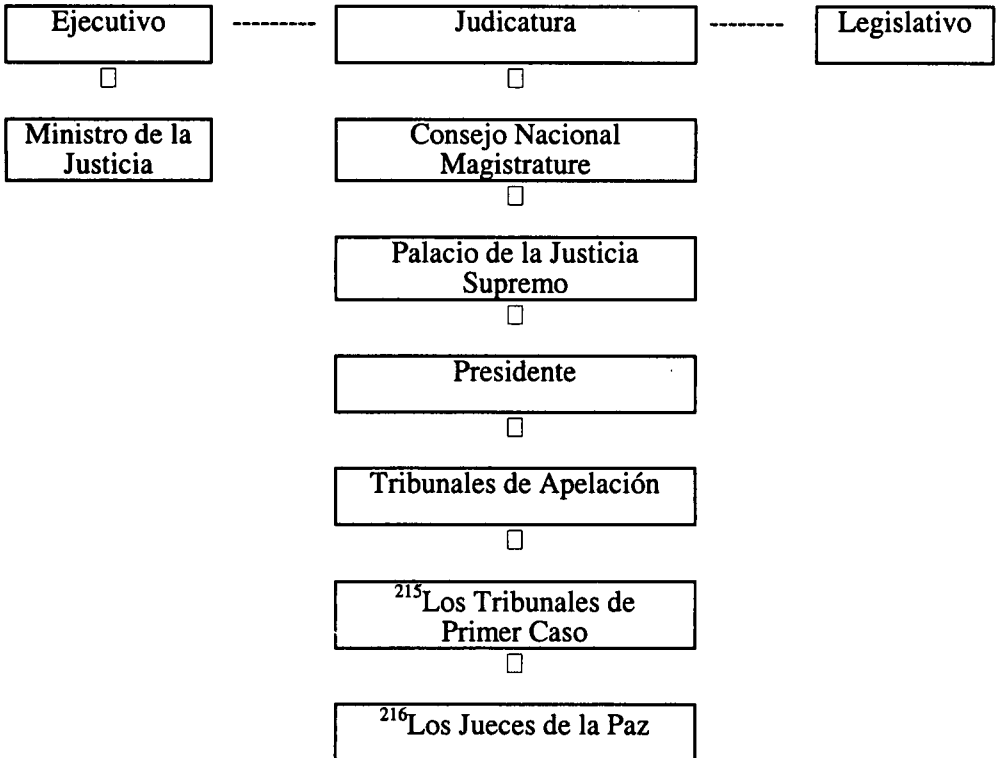 Ejecutivo --------- Judicatura -------- Legislativo
Ministro de la
Justicia
Consejo Nacional
Magistrature
Palacio de la Justicia
Supremo
Presidente
Tribunales de Apelación
215Los Tribunales de
Primer Caso
216Los Jueces de la Paz